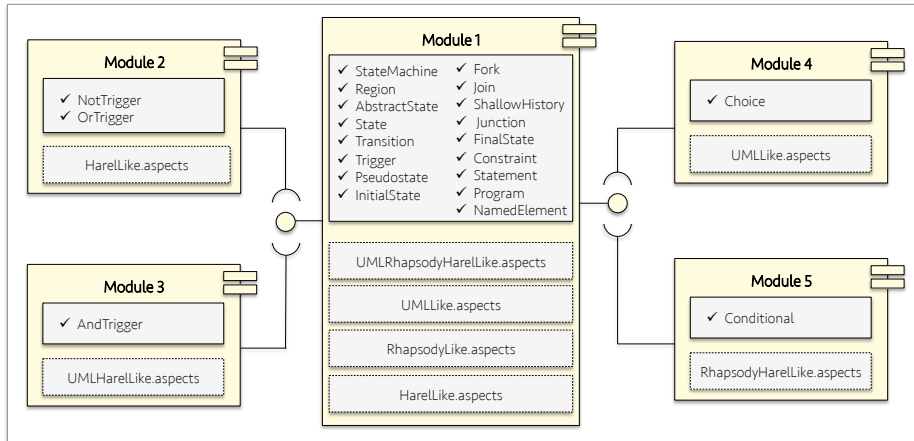 Module 2
✓ NotTrigger
✓ OrTrigger
HarelLike.aspects
Module 3
✓ AndTrigger
UMLHarelLike.aspects
Module 1
✓ StateMachine
✓ Region
✓ AbstractState
✓ State
✓ Transition
✓ Trigger
✓ Pseudostate
✓ InitialState
✓ Fork
✓ Join
✓ ShallowHistory
✓ Junction
✓ FinalState
✓ Constraint
✓ Statement
✓ Program
✓ NamedElement
UMLRhapsodyHarelLike.aspects
UMLLike.aspects
RhapsodyLike.aspects
HarelLike.aspects
Module 4
✓ Choice
UMLLike.aspects
Module 5
✓ Conditional
RhapsodyHarelLike.aspects